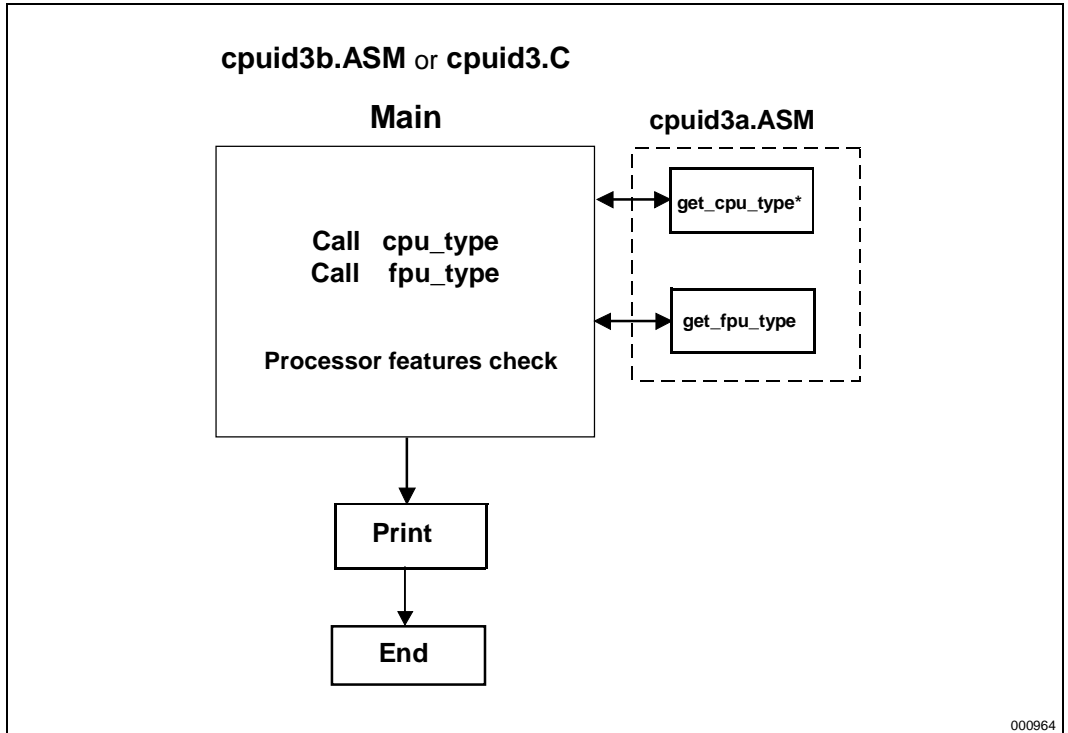 cpuid3b.ASM or cpuid3.C
Main
cpuid3a.ASM
get_cpu_type*
Call cpu_type
Call fpu_type
get_fpu_type
Processor features check
Print
End
000964